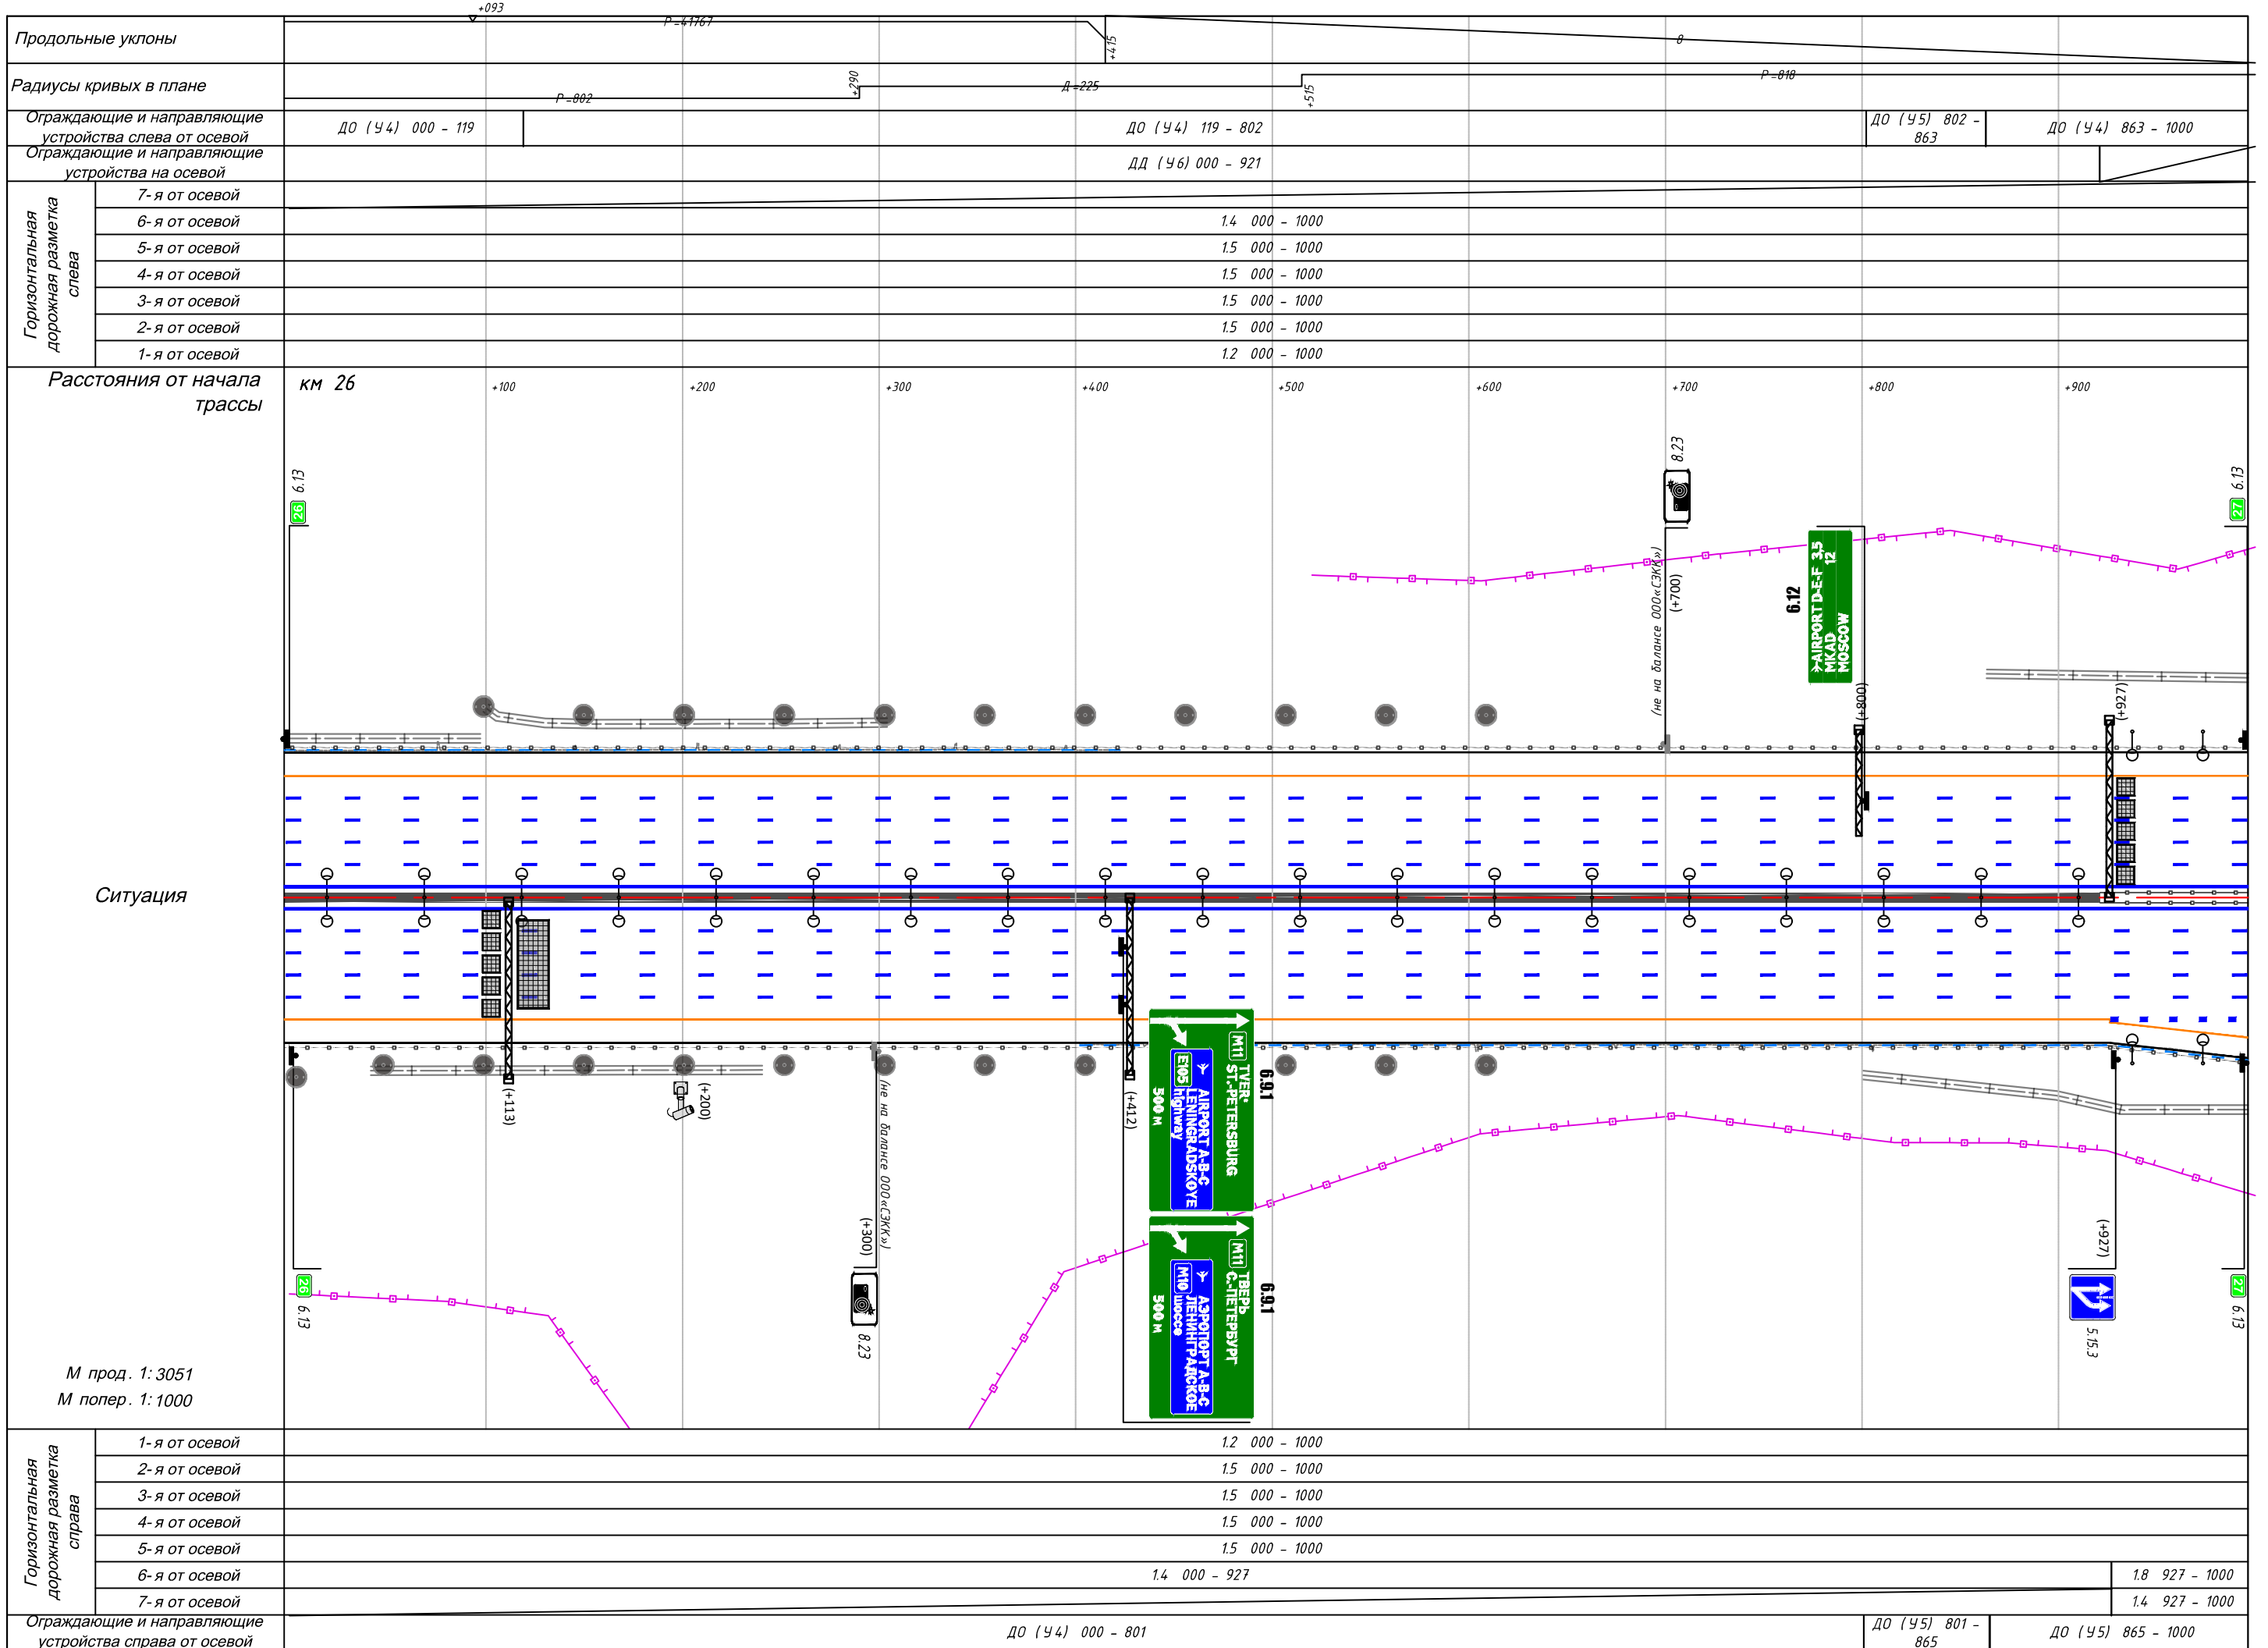 +093
Продольные уклоны
Р =41767
+415
8
Радиусы кривых в плане
Р =802
+290
Д =225
+515
Р =818
Ограждающие и направляющие
устройства слева от осевой
ДО (У4) 000 - 119
ДО (У4) 119 - 802
ДО (У5) 802 -
863
ДО (У4) 863 - 1000
Ограждающие и направляющие
устройства на осевой
ДД (У6) 000 - 921
Горизонтальная
дорожная разметка
слева
7-я от осевой
6-я от осевой
1.4 000 - 1000
5-я от осевой
1.5 000 - 1000
4-я от осевой
1.5 000 - 1000
3-я от осевой
1.5 000 - 1000
2-я от осевой
1.5 000 - 1000
1-я от осевой
1.2 000 - 1000
Расстояния от начала
трассы
км 26
+100
+200
+300
+400
+500
+600
+700
+800
+900
26
6.13
8.23
(не на балансе ООО«СЗКК»)
(+700)
6.12
AIRPORT D-E-F 3,5
MKAD 12
MOSCOW
(+800)
(+927)
27
6.13
Ситуация
(+113)
(+200)
(+300)
(не на балансе ООО«СЗКК»)
8.23
(+412)
6.9.1
M11
TVER
ST.-PETERSBURG
E105
AIRPORT A-B-C
LENINGRADSKOYE
highway
500 м
6.9.1
М11
ТВЕРЬ
С.-ПЕТЕРБУРГ
М10
АЭРОПОРТ А-В-С
ЛЕНИНГРАДСКОЕ
шоссе
500 м
26
6.13
(+927)
5.15.3
27
6.13
М прод. 1: 3051
М попер. 1: 1000
Горизонтальная
дорожная разметка
справа
1-я от осевой
1.2 000 - 1000
2-я от осевой
1.5 000 - 1000
3-я от осевой
1.5 000 - 1000
4-я от осевой
1.5 000 - 1000
5-я от осевой
1.5 000 - 1000
6-я от осевой
1.4 000 - 927
1.8 927 - 1000
7-я от осевой
1.4 927 - 1000
Ограждающие и направляющие
устройства справа от осевой
ДО (У4) 000 - 801
ДО (У5) 801 -
865
ДО (У5) 865 - 1000